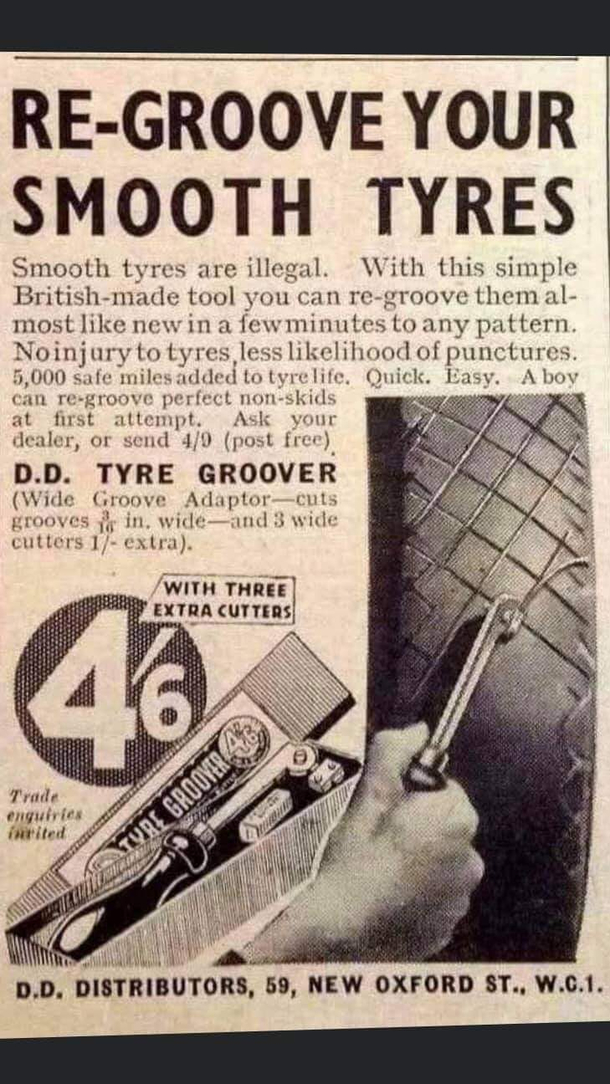 RE-GROOVE YOUR
SMOOTH TYRES
Smooth tyres are illegal. With this simple
British-made tool you can re-groove them al-
most like new in a few minutes to any pattern.
No injury to tyres, less likelihood of punctures.
5,000 safe miles added to tyre life. Quick. Easy. A boy
can re-groove perfect non-skids
at first attempt. Ask your
dealer, or send 4/9 (post free)
D.D. TYRE GROOVER
(Wide Groove Adaptor—cuts
grooves 3/16 in. wide—and 3 wide
cutters 1/- extra).
WITH THREE
EXTRA CUTTERS
4/6
4/6
TYRE GROOVER
Trade
enquiries
invited
D.D. DISTRIBUTORS, 59, NEW OXFORD ST., W.C.1.